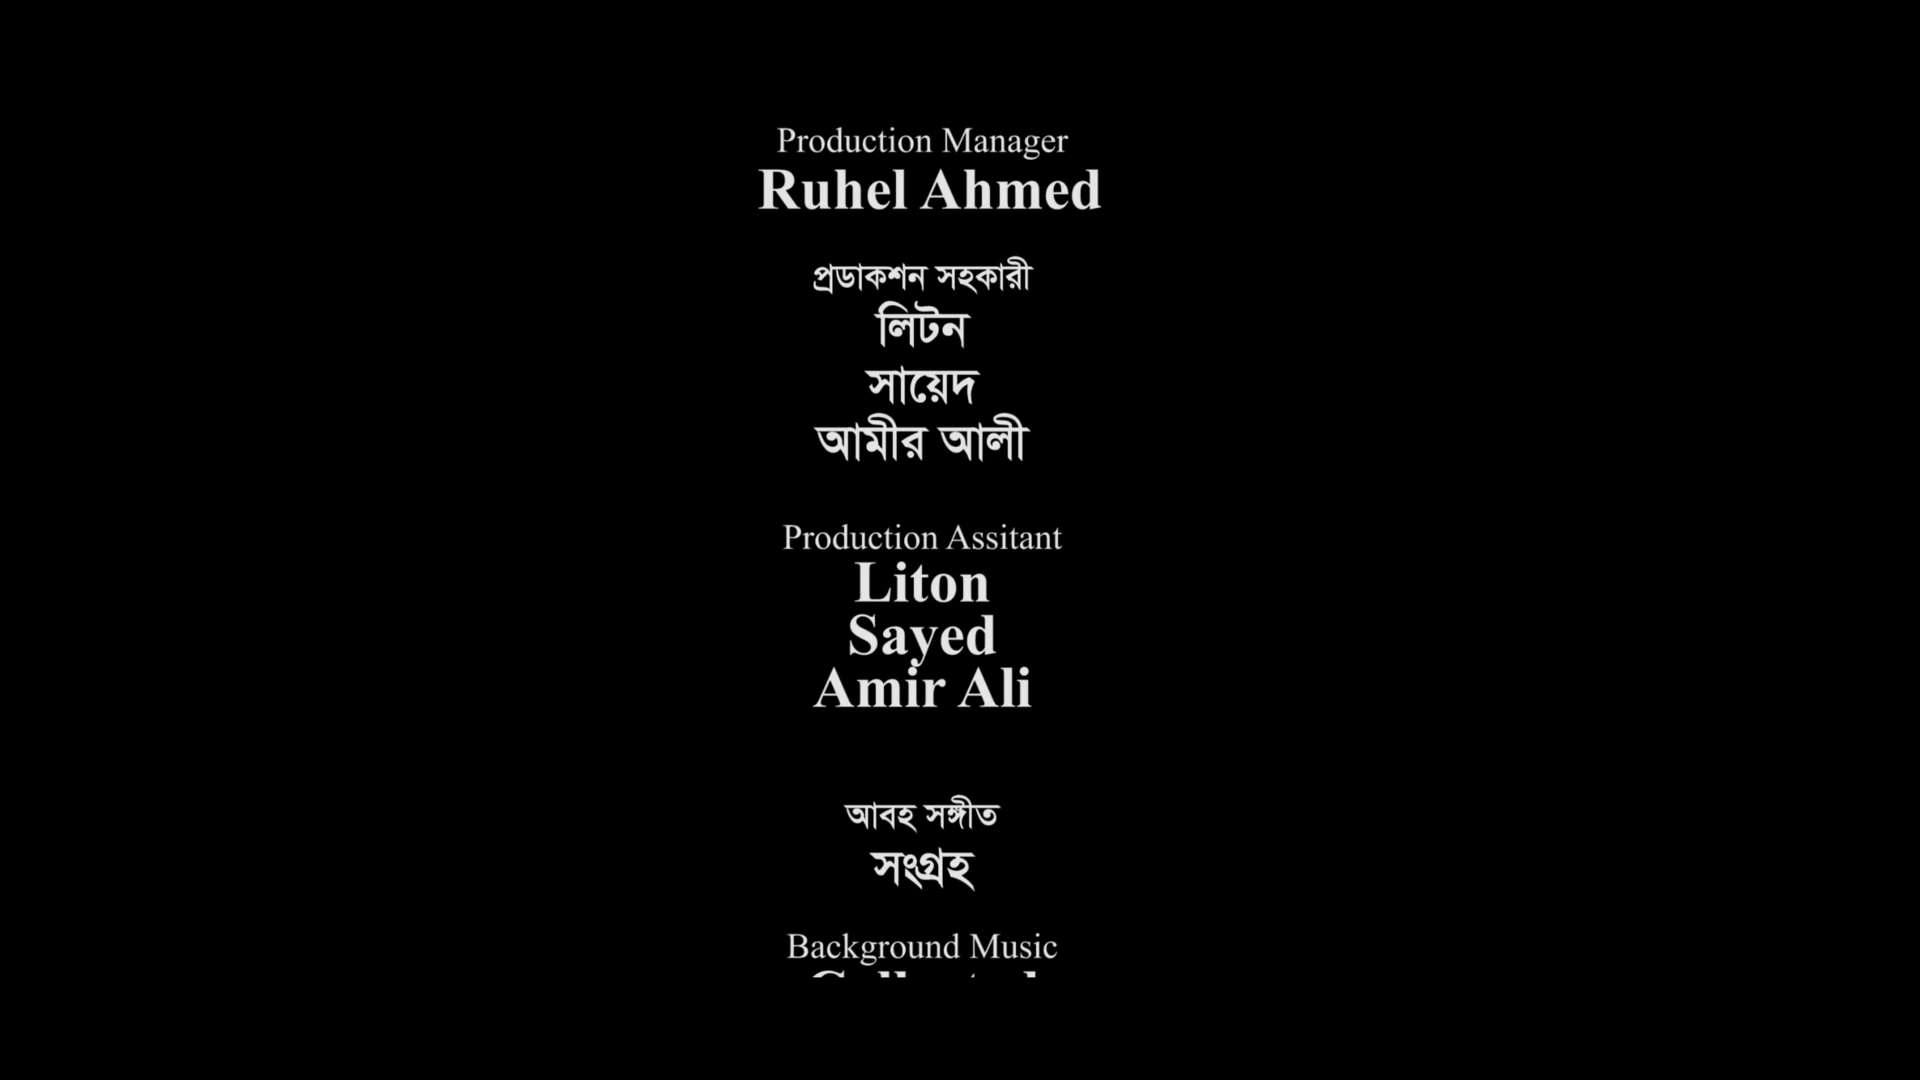 Production Manager
Ruhel Ahmed
প্রডাকশন সহকারী
লিটন
সায়েদ
আমীর আলী
Production Assitant
Liton
Sayed
Amir Ali
আবহ সঙ্গীত
সংগ্রহ
Background Music